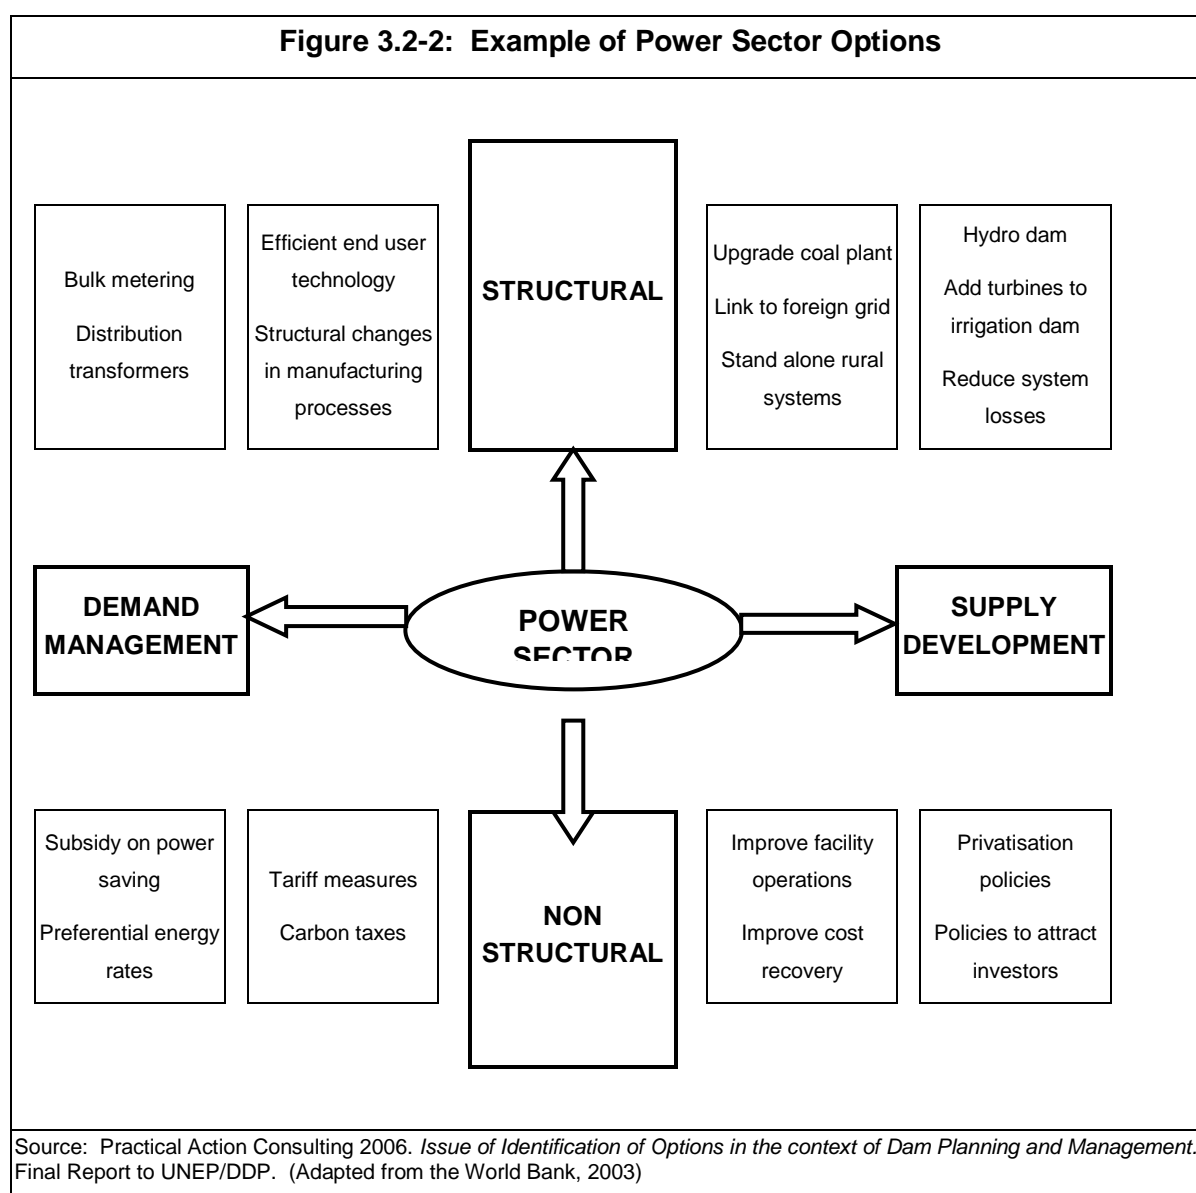 Figure 3.2-2: Example of Power Sector Options
Bulk metering
Distribution
transformers
Efficient end user
technology
Structural changes
in manufacturing
processes
STRUCTURAL
Upgrade coal plant
Link to foreign grid
Stand alone rural
systems
Hydro dam
Add turbines to
irrigation dam
Reduce system
losses
DEMAND
MANAGEMENT
POWER
SECTOR
SUPPLY
DEVELOPMENT
Subsidy on power
saving
Preferential energy
rates
Tariff measures
Carbon taxes
NON
STRUCTURAL
Improve facility
operations
Improve cost
recovery
Privatisation
policies
Policies to attract
investors
Source: Practical Action Consulting 2006. Issue of Identification of Options in the context of Dam Planning and Management.
Final Report to UNEP/DDP. (Adapted from the World Bank, 2003)